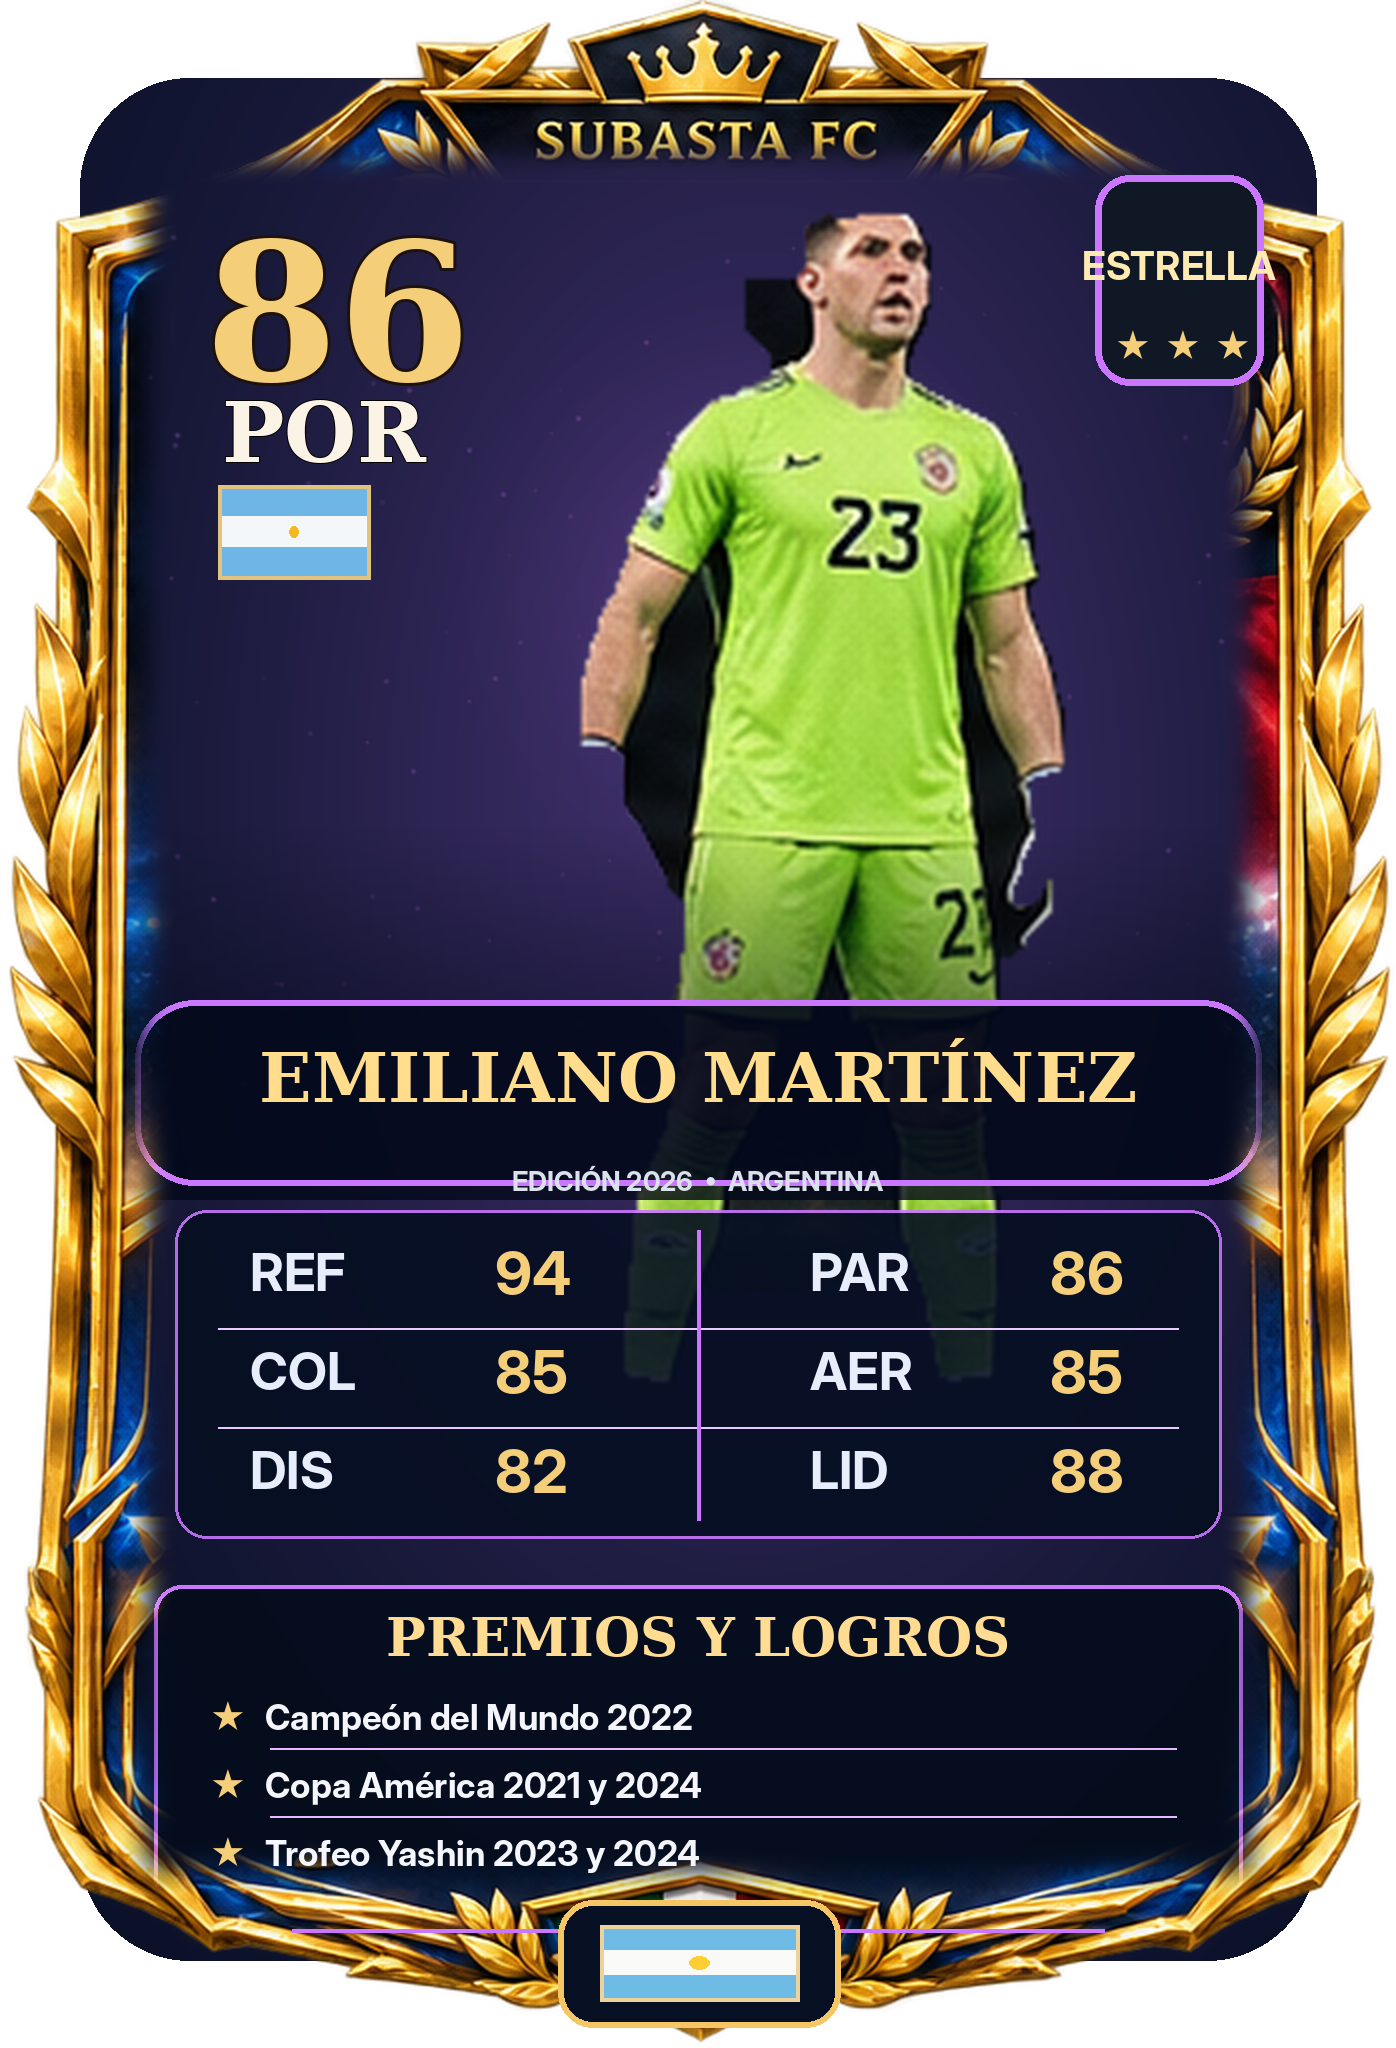 SUBASTA FC
86
POR
ESTRELLA
★ ★ ★
23
23
EMILIANO MARTÍNEZ
EDICIÓN 2026 • ARGENTINA
REF 94 PAR 86
COL 85 AER 85
DIS 82 LID 88
PREMIOS Y LOGROS
★ Campeón del Mundo 2022
★ Copa América 2021 y 2024
★ Trofeo Yashin 2023 y 2024